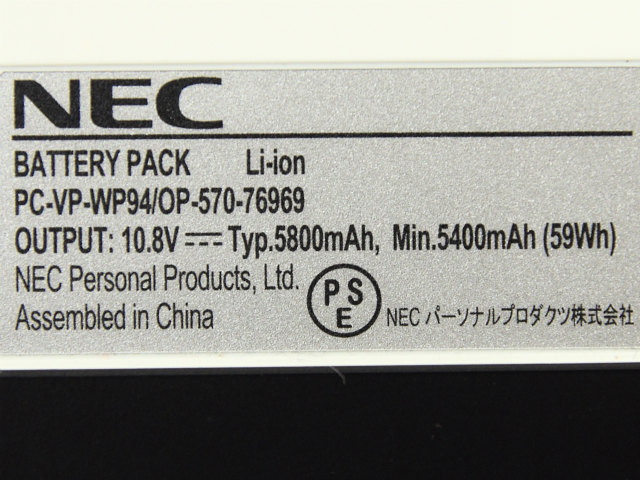 NEC
BATTERY PACK Li-ion
PC-VP-WP94/OP-570-76969
OUTPUT: 10.8V ⎓ Typ.5800mAh, Min.5400mAh (59Wh)
NEC Personal Products, Ltd.
Assembled in China
PS
E
NEC パーソナルプロダクツ株式会社